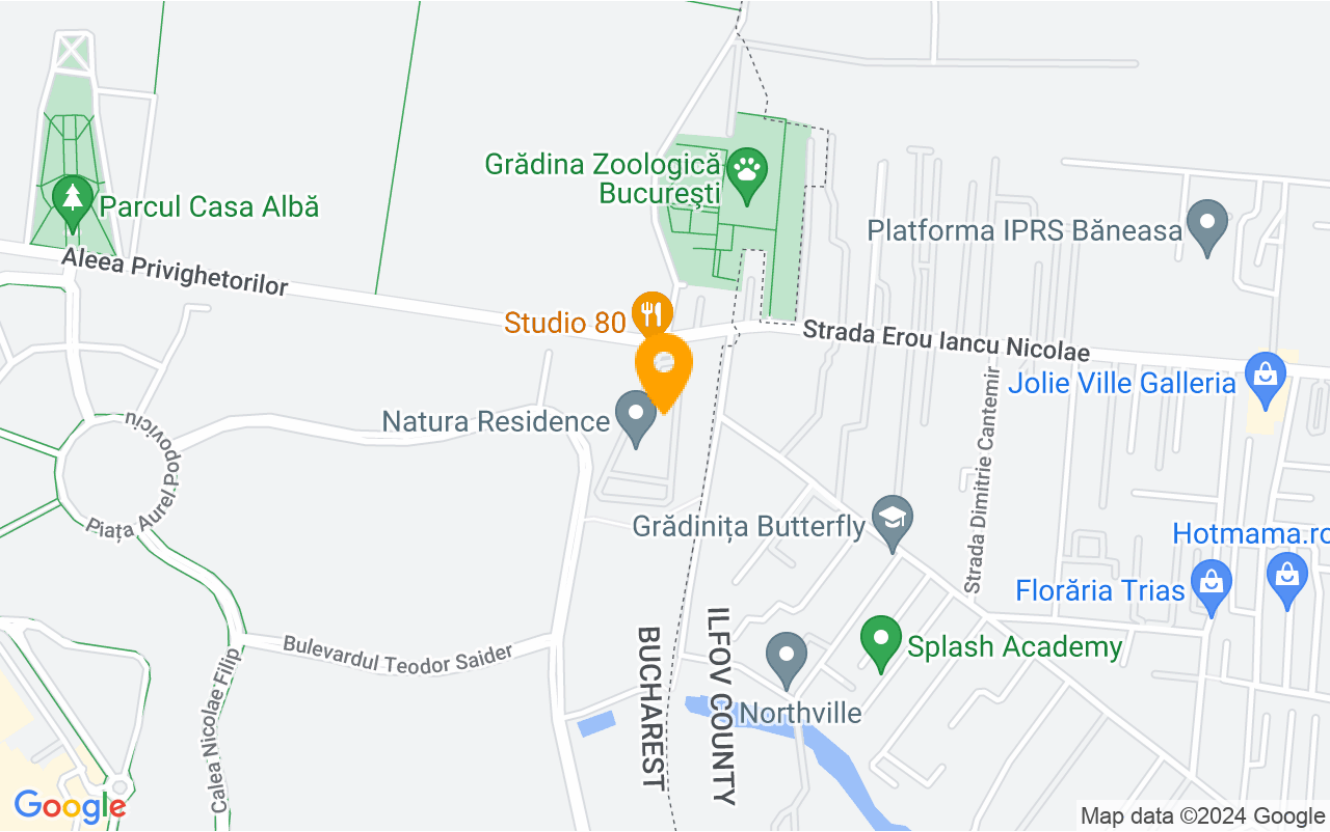 Grădina Zoologică
București
Parcul Casa Albă
Platforma IPRS Băneasa
Aleea Privighetorilor
Studio 80
Strada Erou Iancu Nicolae
Jolie Ville Galleria
Natura Residence
Strada Dimitrie Cantemir
Piața Aurel Popoviciu
Grădinița Butterfly
Hotmama.ro
Florăria Trias
Splash Academy
Bulevardul Teodor Saider
Calea Nicolae Filip
BUCHAREST
ILFOV COUNTY
Northville
Google
Map data ©2024 Google